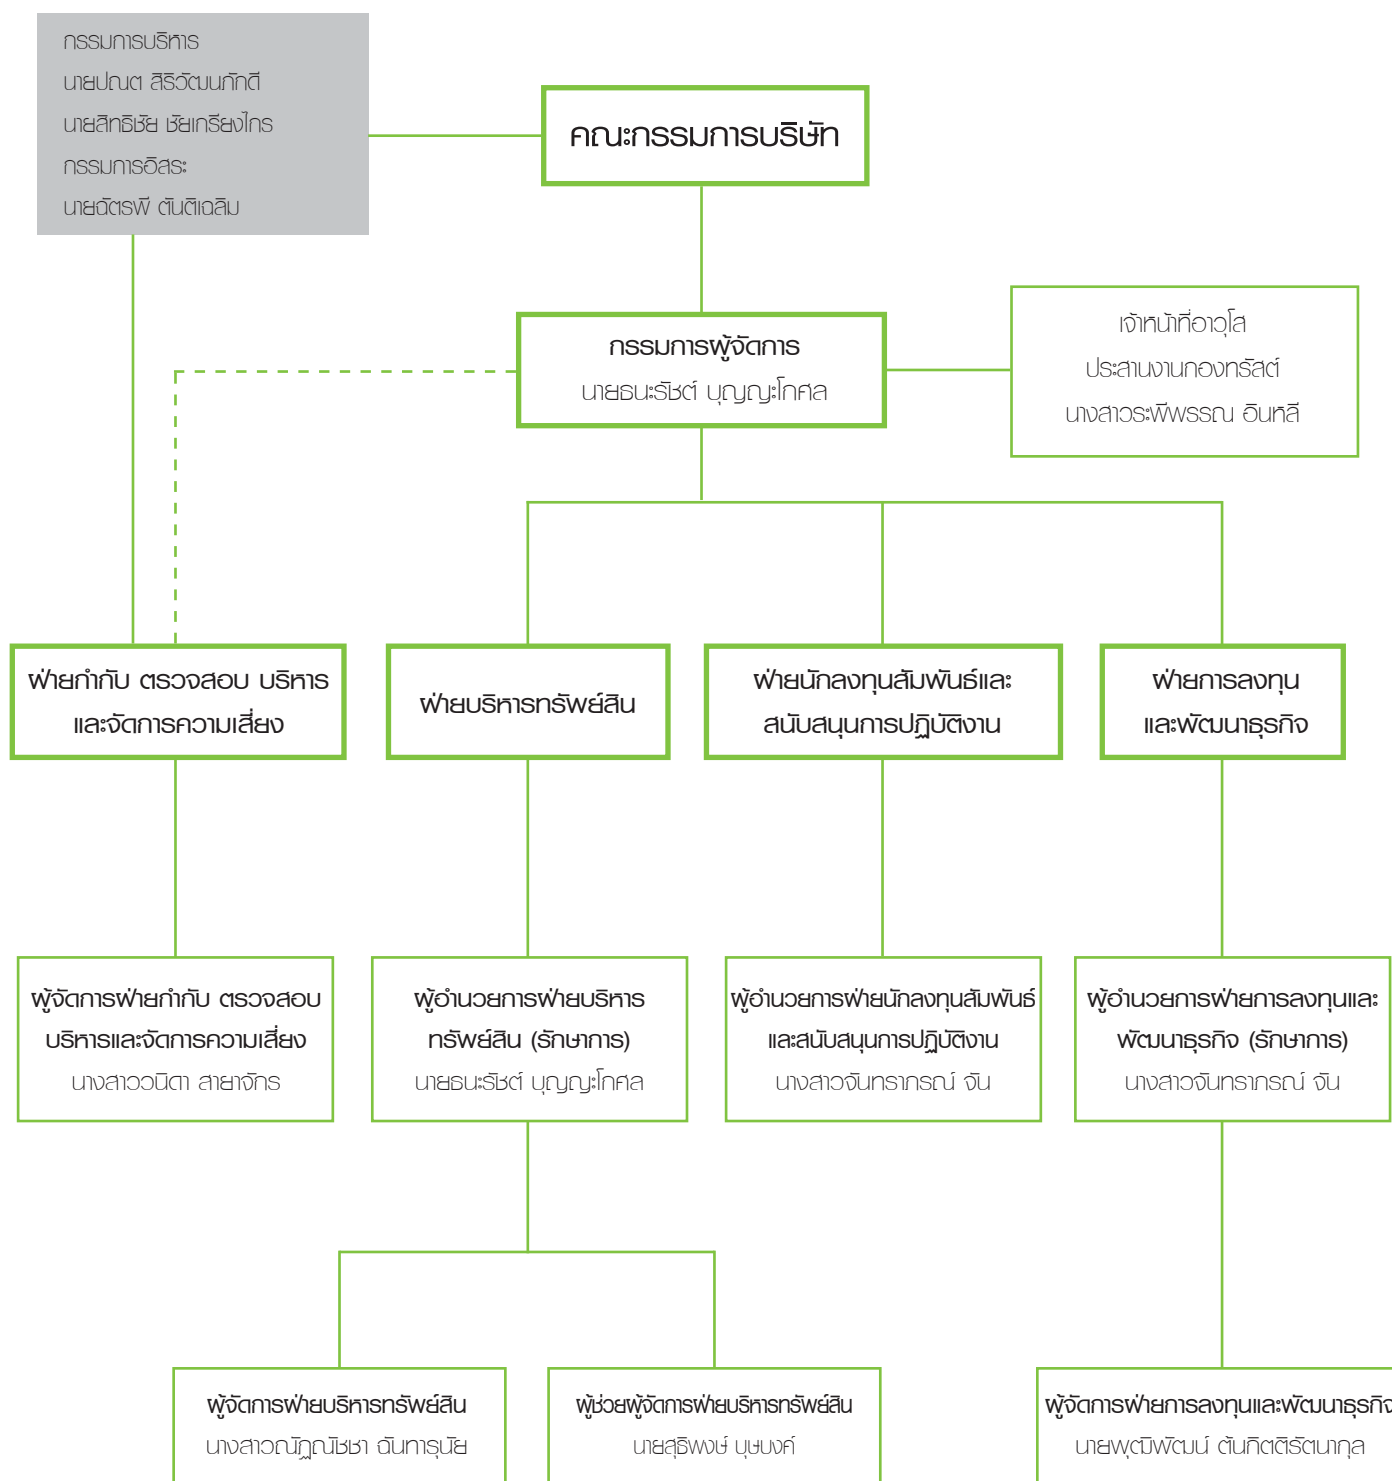 กรรมการบริหาร
นายปณต สิริวัฒนภักดี
นายสิทธิชัย ชัยเกรียงไกร
กรรมการอิสระ
นายฉัตรพี ตันติเฉลิม
คณะกรรมการบริษัท
กรรมการผู้จัดการ
นายธนะรัชต์ บุญญะโกศล
เจ้าหน้าที่อาวุโส
ประสานงานกองทรัสต์
นางสาวระพีพรรณ อินหลี
ฝ่ายกำกับ ตรวจสอบ บริหาร
และจัดการความเสี่ยง
ฝ่ายบริหารทรัพย์สิน
ฝ่ายนักลงทุนสัมพันธ์และ
สนับสนุนการปฏิบัติงาน
ฝ่ายการลงทุน
และพัฒนาธุรกิจ
ผู้จัดการฝ่ายกำกับ ตรวจสอบ
บริหารและจัดการความเสี่ยง
นางสาววนิดา สายาจักร
ผู้อำนวยการฝ่ายบริหาร
ทรัพย์สิน (รักษาการ)
นายธนะรัชต์ บุญญะโกศล
ผู้อำนวยการฝ่ายนักลงทุนสัมพันธ์
และสนับสนุนการปฏิบัติงาน
นางสาวจันทราภรณ์ จัน
ผู้อำนวยการฝ่ายการลงทุนและ
พัฒนาธุรกิจ (รักษาการ)
นางสาวจันทราภรณ์ จัน
ผู้จัดการฝ่ายบริหารทรัพย์สิน
นางสาวณัฏณัชชา ฉันทารุนัย
ผู้ช่วยผู้จัดการฝ่ายบริหารทรัพย์สิน
นายสุธิพงษ์ บุษบงค์
ผู้จัดการฝ่ายการลงทุนและพัฒนาธุรกิจ
นายพุฒิพัฒน์ ตันกิตติรัตนากุล